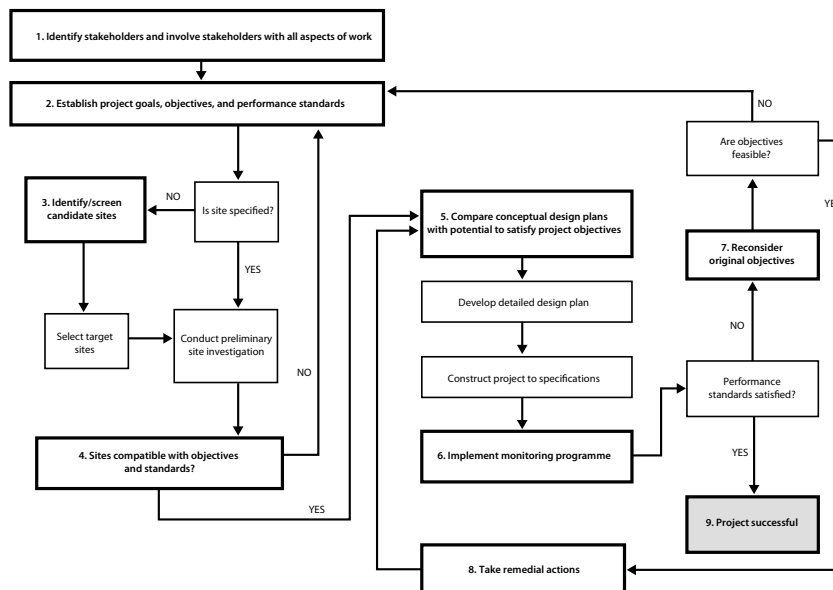 1. Identify stakeholders and involve stakeholders with all aspects of work
2. Establish project goals, objectives, and performance standards
NO
Are objectives
feasible?
YE
3. Identify/screen
candidate sites
NO
Is site specified?
5. Compare conceptual design plans
with potential to satisfy project objectives
7. Reconsider
original objectives
YES
Develop detailed design plan
NO
Select target
sites
Conduct preliminary
site investigation
NO
Construct project to specifications
Performance
standards satisfied?
4. Sites compatible with objectives
and standards?
6. Implement monitoring programme
YES
YES
9. Project successful
8. Take remedial actions